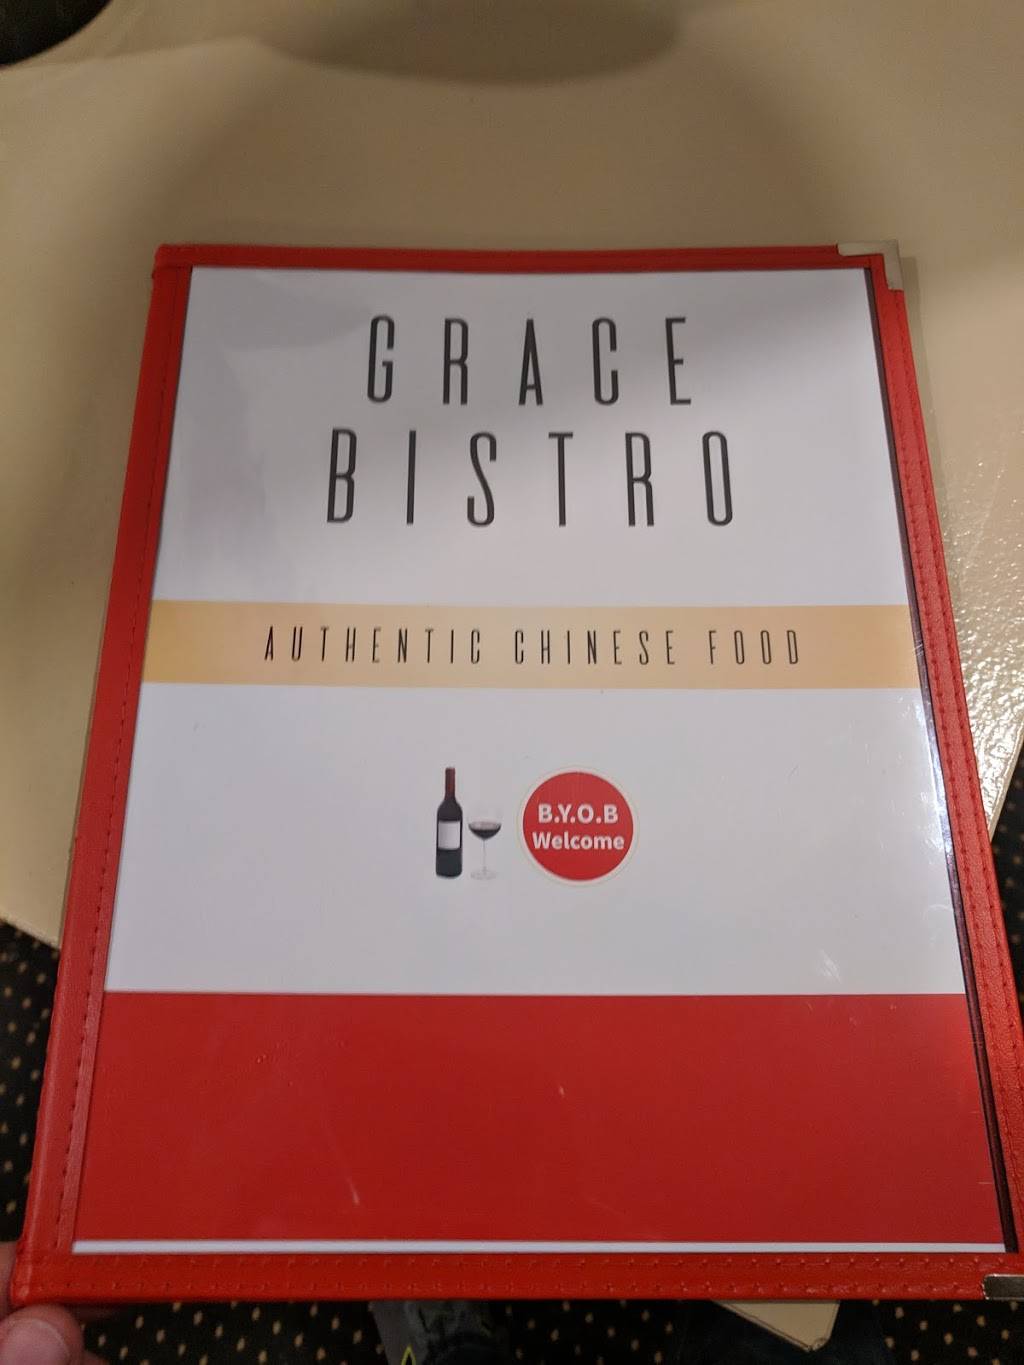 GRACE
BISTRO
AUTHENTIC CHINESE FOOD
B.Y.O.B
Welcome